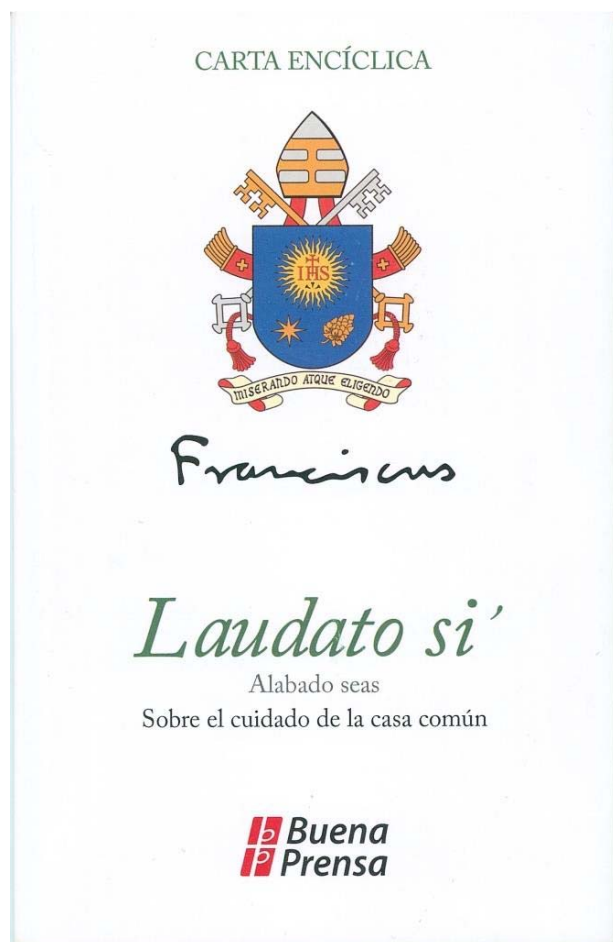 CARTA ENCÍCLICA
IHS
MISERANDO ATQUE ELIGENDO
Franciscus
Laudato si’
Alabado seas
Sobre el cuidado de la casa común
Buena
Prensa